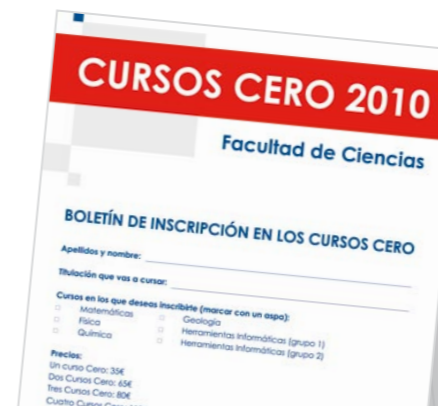 CURSOS CERO 2010
Facultad de Ciencias
BOLETÍN DE INSCRIPCIÓN EN LOS CURSOS CERO
Apellidos y nombre:
Titulación que vas a cursar:
Cursos en los que deseas inscribirte (marcar con un aspa):
Matemáticas Geología
Física Herramientas Informáticas (grupo 1)
Química Herramientas Informáticas (grupo 2)
Precios:
Un curso Cero: 35€
Dos Cursos Cero: 65€
Tres Cursos Cero: 80€
Cuatro Cursos